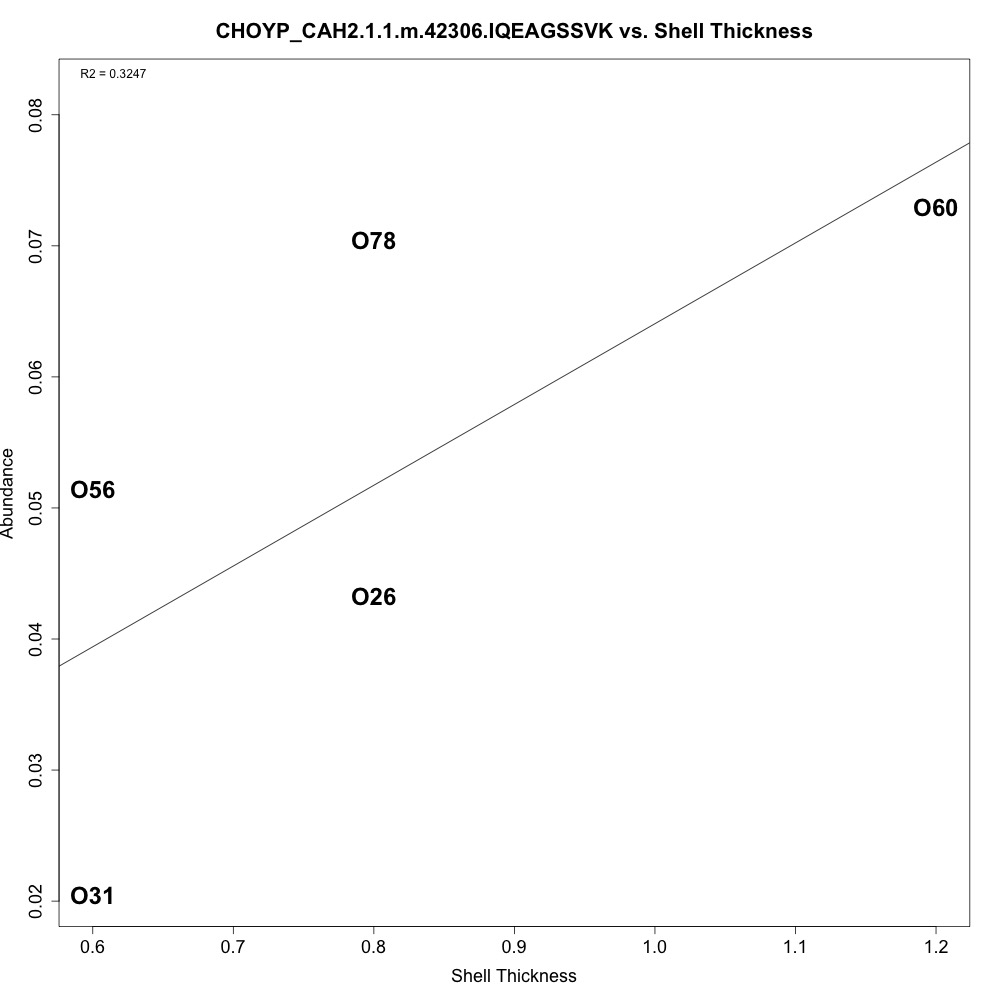 CHOYP_CAH2.1.1.m.42306.IQEAGSSVK vs. Shell Thickness
R2 = 0.3247
0.08
0.07
0.06
0.05
0.04
0.03
0.02
Abundance
O60
O78
O56
O26
O31
0.6 0.7 0.8 0.9 1.0 1.1 1.2
Shell Thickness